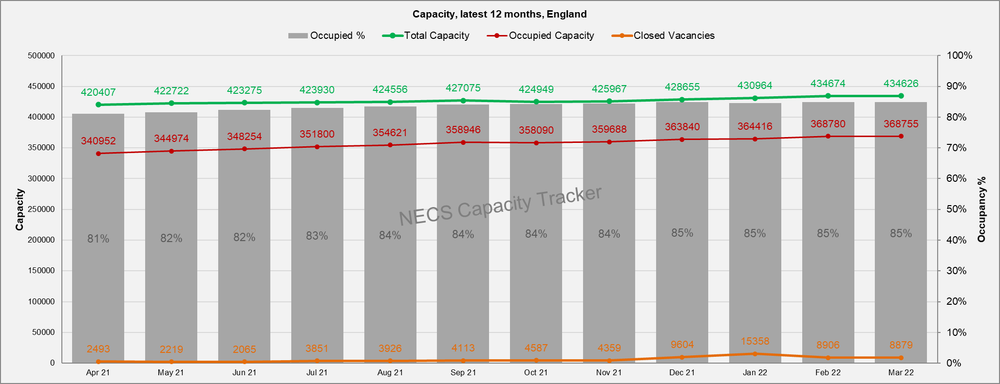 Capacity, latest 12 months, England
Occupied % Total Capacity Occupied Capacity Closed Vacancies
500000 100%
450000 90%
400000 80%
350000 70%
300000 60%
250000 50%
200000 40%
150000 30%
100000 20%
50000 10%
0 0%
Capacity
Occupancy %
420407 422722 423275 423930 424556 427075 424949 425967 428655 430964 434674 434626
340952 344974 348254 351800 354621 358946 358090 359688 363840 364416 368780 368755
NECS Capacity Tracker
81% 82% 82% 83% 84% 84% 84% 84% 85% 85% 85% 85%
2493 2219 2065 3851 3926 4113 4587 4359 9604 15358 8906 8879
Apr 21 May 21 Jun 21 Jul 21 Aug 21 Sep 21 Oct 21 Nov 21 Dec 21 Jan 22 Feb 22 Mar 22